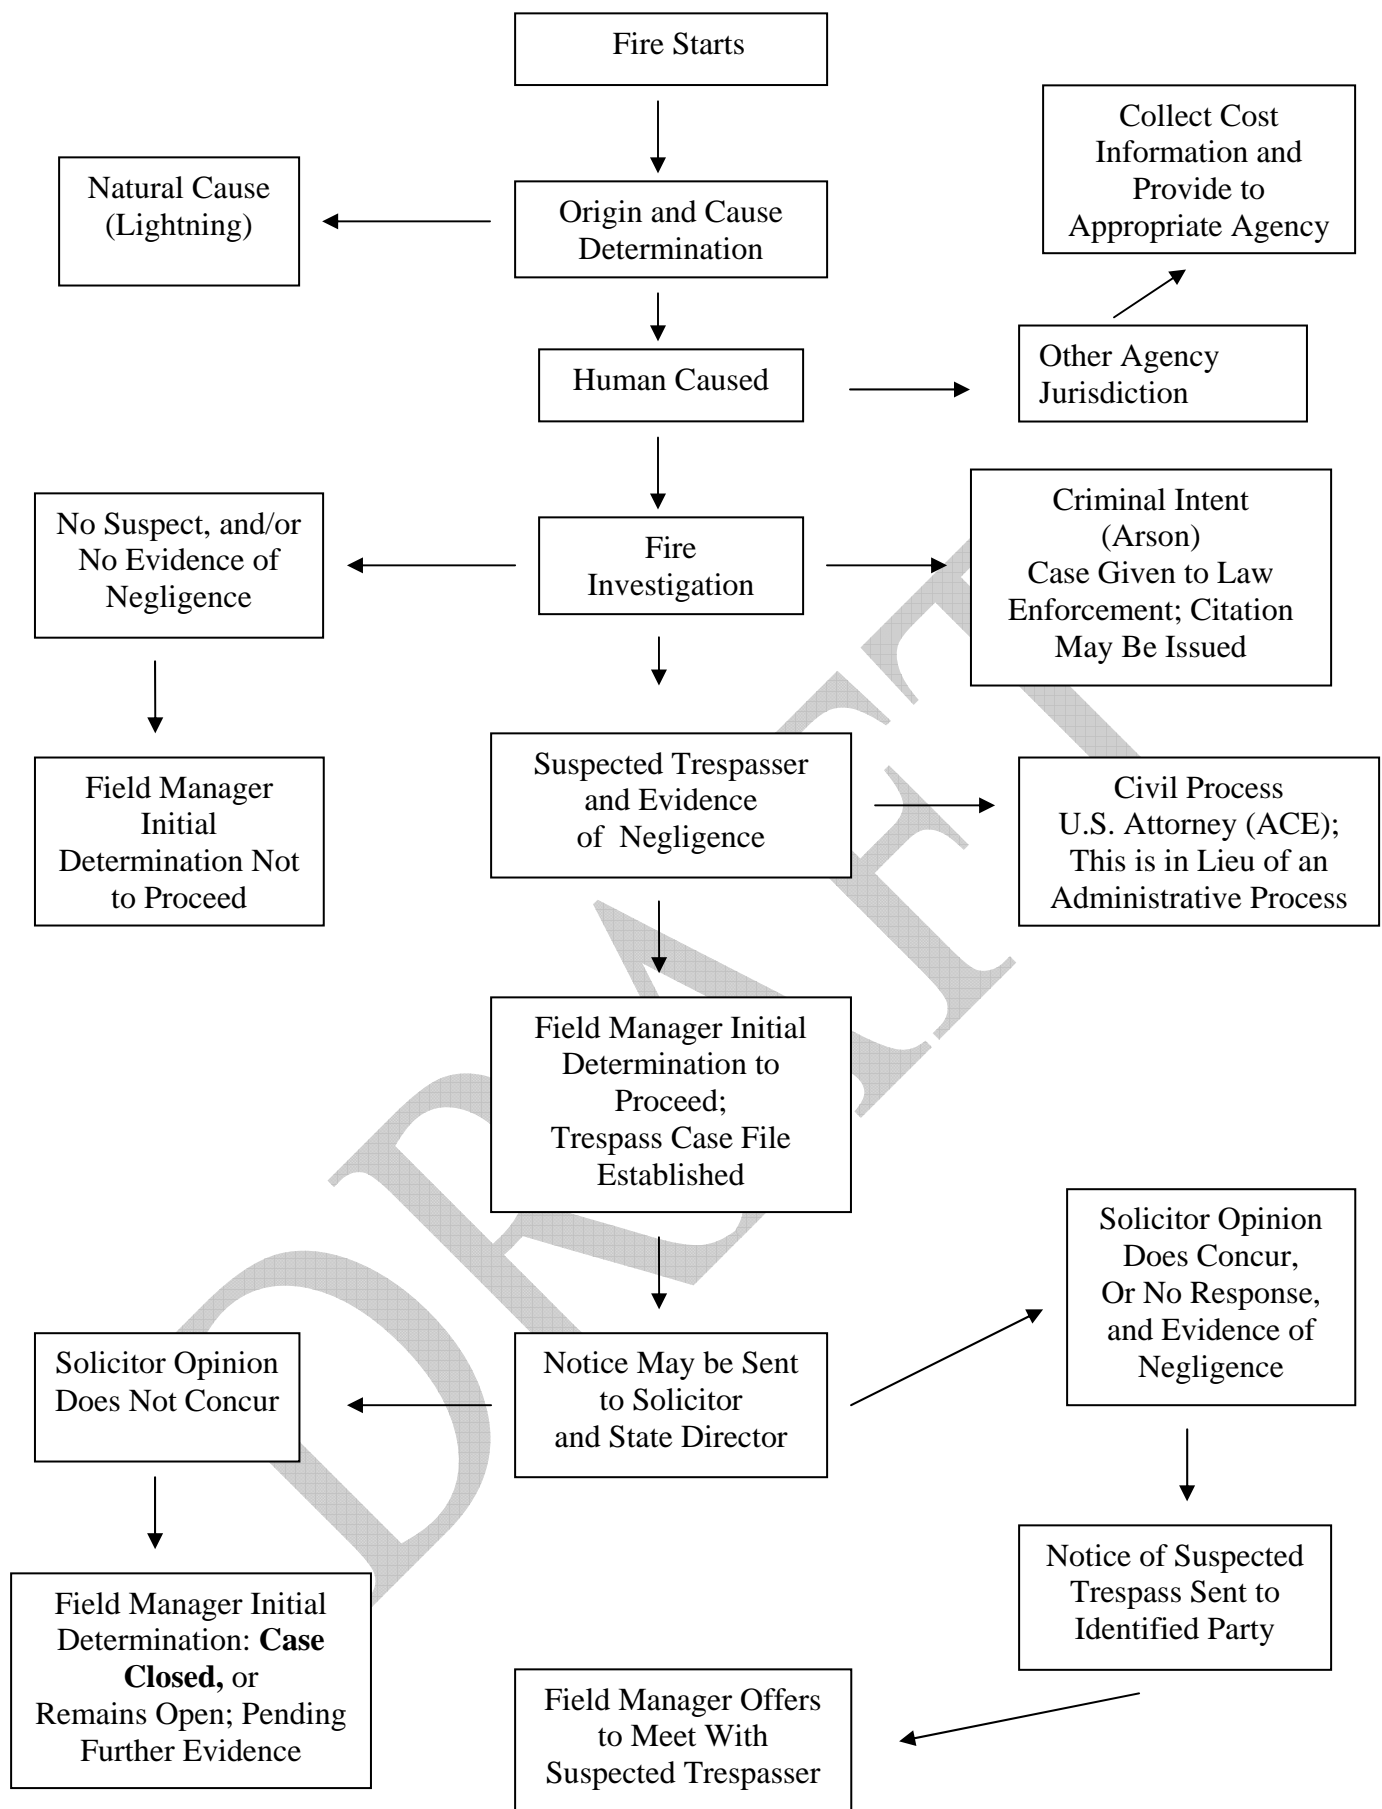 Fire Starts
Collect Cost
Information and
Provide to
Appropriate Agency
Natural Cause
(Lightning)
Origin and Cause
Determination
Human Caused
Other Agency
Jurisdiction
No Suspect, and/or
No Evidence of
Negligence
Fire
Investigation
Criminal Intent
(Arson)
Case Given to Law
Enforcement; Citation
May Be Issued
Field Manager
Initial
Determination Not
to Proceed
Suspected Trespasser
and Evidence
of Negligence
Civil Process
U.S. Attorney (ACE);
This is in Lieu of an
Administrative Process
Field Manager Initial
Determination to
Proceed;
Trespass Case File
Established
Solicitor Opinion
Does Concur,
Or No Response,
and Evidence of
Negligence
Solicitor Opinion
Does Not Concur
Notice May be Sent
to Solicitor
and State Director
Notice of Suspected
Trespass Sent to
Identified Party
Field Manager Initial
Determination: Case
Closed, or
Remains Open; Pending
Further Evidence
Field Manager Offers
to Meet With
Suspected Trespasser
DRAFT